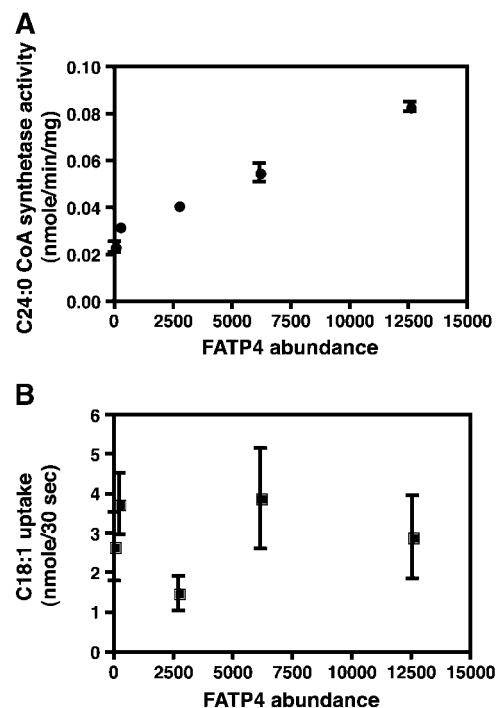 A
C24:0 CoA synthetase activity
(nmole/min/mg)
0.10
0.08
0.06
0.04
0.02
0.00
0 2500 5000 7500 10000 12500 15000
FATP4 abundance
B
C18:1 uptake
(nmole/30 sec)
6
5
4
3
2
1
0
0 2500 5000 7500 10000 12500 15000
FATP4 abundance